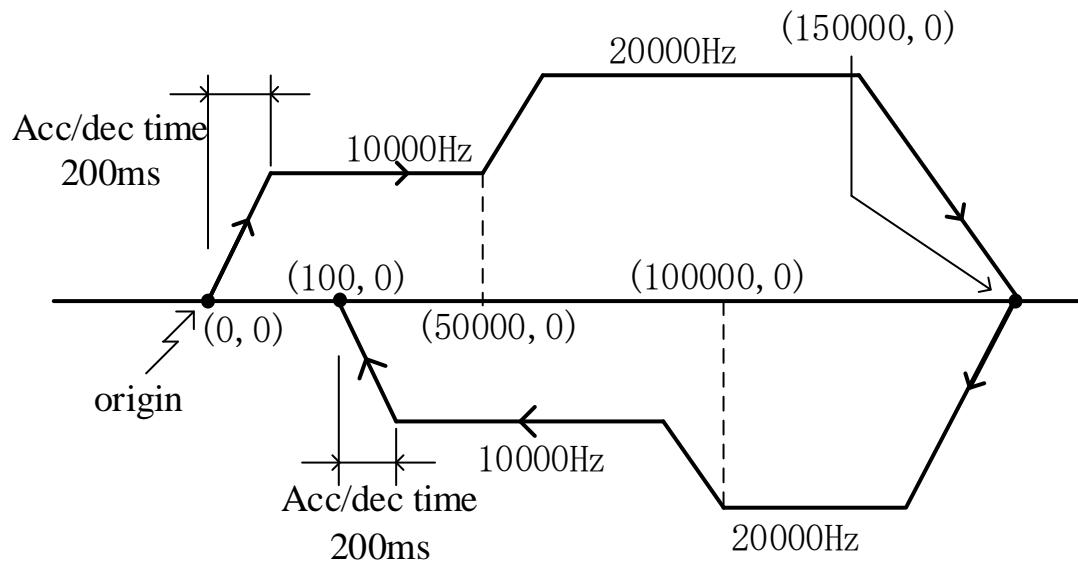 (150000, 0)
20000Hz
Acc/dec time
200ms
10000Hz
(100, 0)
(100000, 0)
(0, 0)
(50000, 0)
origin
10000Hz
Acc/dec time
200ms
20000Hz